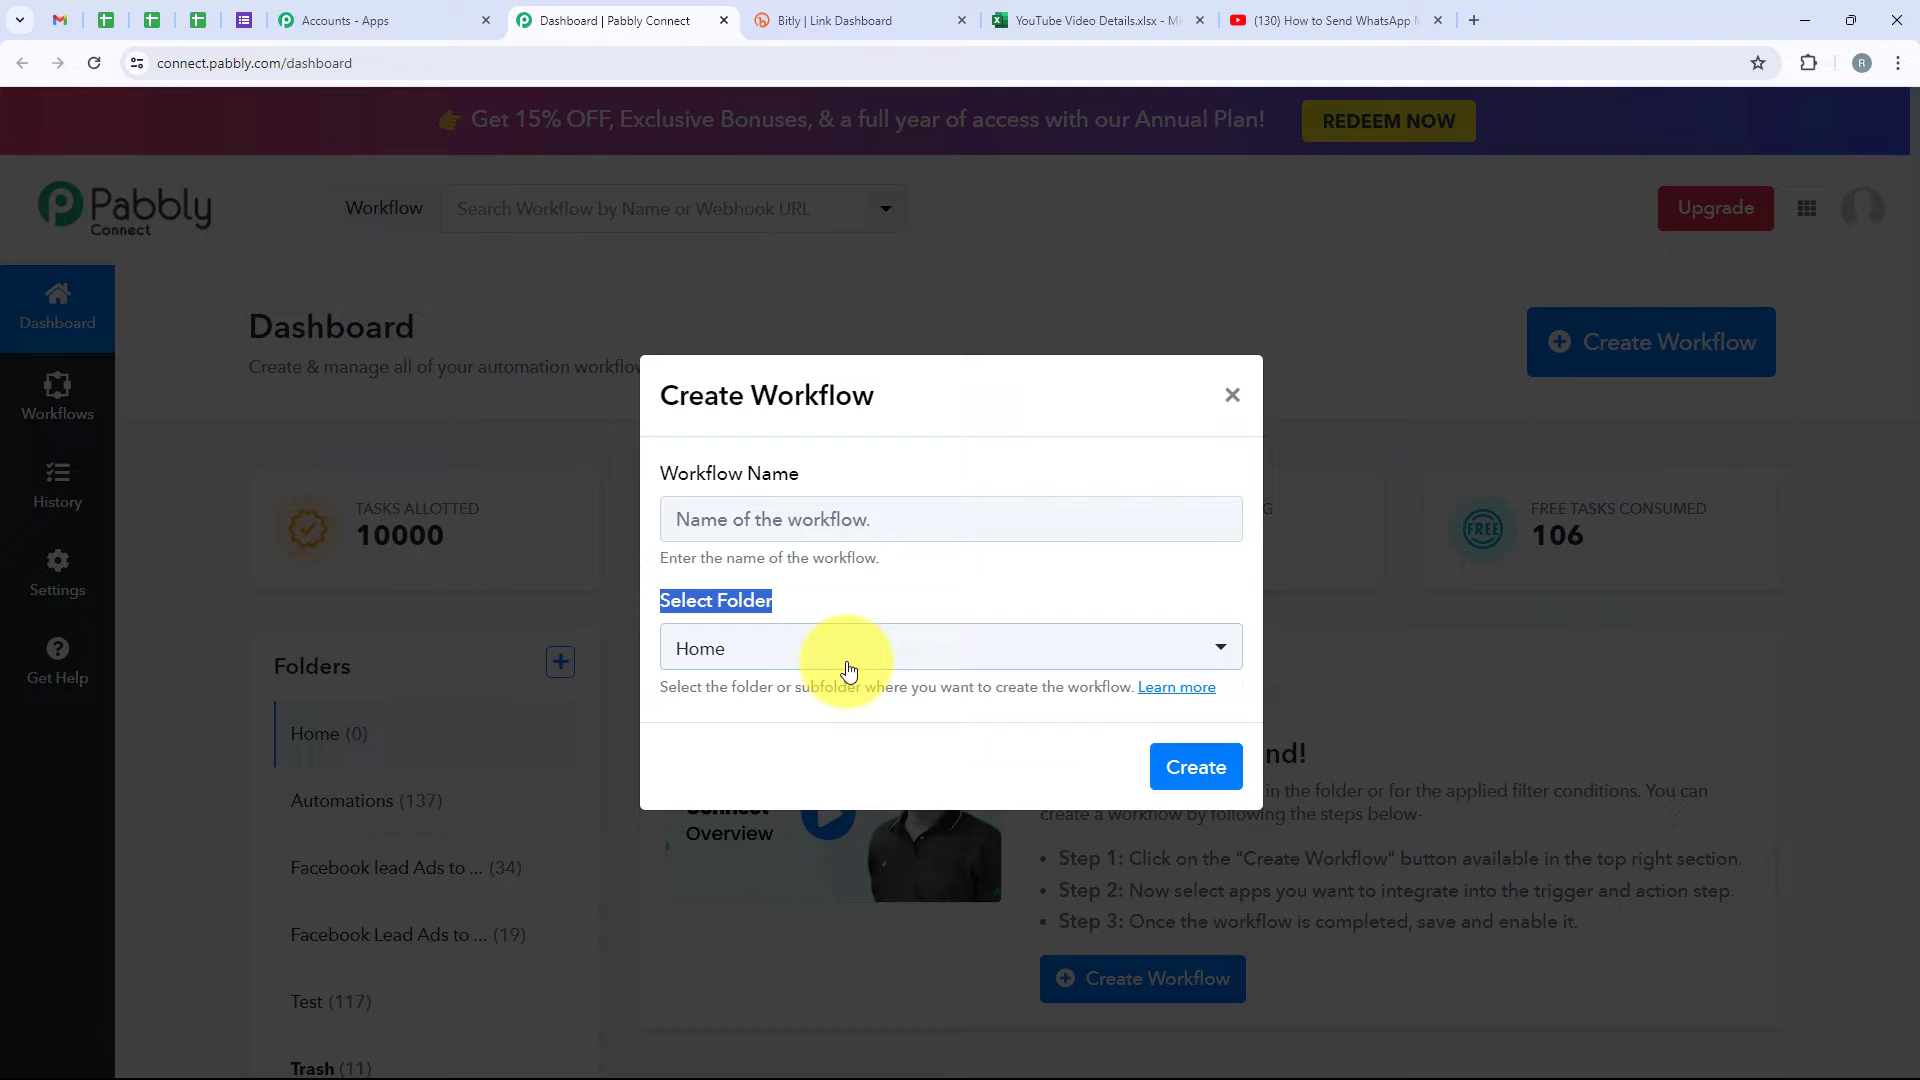 Accounts - Apps
Dashboard | Pabbly Connect
Bitly | Link Dashboard
YouTube Video Details.xlsx - Mi
(130) How to Send WhatsApp M
connect.pabbly.com/dashboard
R
Get 15% OFF, Exclusive Bonuses, & a full year of access with our Annual Plan!
REDEEM NOW
Pabbly
Connect
Workflow
Search Workflow by Name or Webhook URL
Upgrade
Dashboard
Workflows
History
Settings
Get Help
Dashboard
Create & manage all of your automation workflow
Create Workflow
TASKS ALLOTTED
10000
G
FREE
FREE TASKS CONSUMED
106
Create Workflow
Workflow Name
Name of the workflow.
Enter the name of the workflow.
Select Folder
Home
Select the folder or subfolder where you want to create the workflow. Learn more
Create
Folders
Home (0)
Automations (137)
Facebook lead Ads to ... (34)
Facebook Lead Ads to ... (19)
Test (117)
Trash (11)
Connect
Overview
nd!
in the folder or for the applied filter conditions. You can
create a workflow by following the steps below-
• Step 1: Click on the "Create Workflow" button available in the top right section.
• Step 2: Now select apps you want to integrate into the trigger and action step.
• Step 3: Once the workflow is completed, save and enable it.
Create Workflow